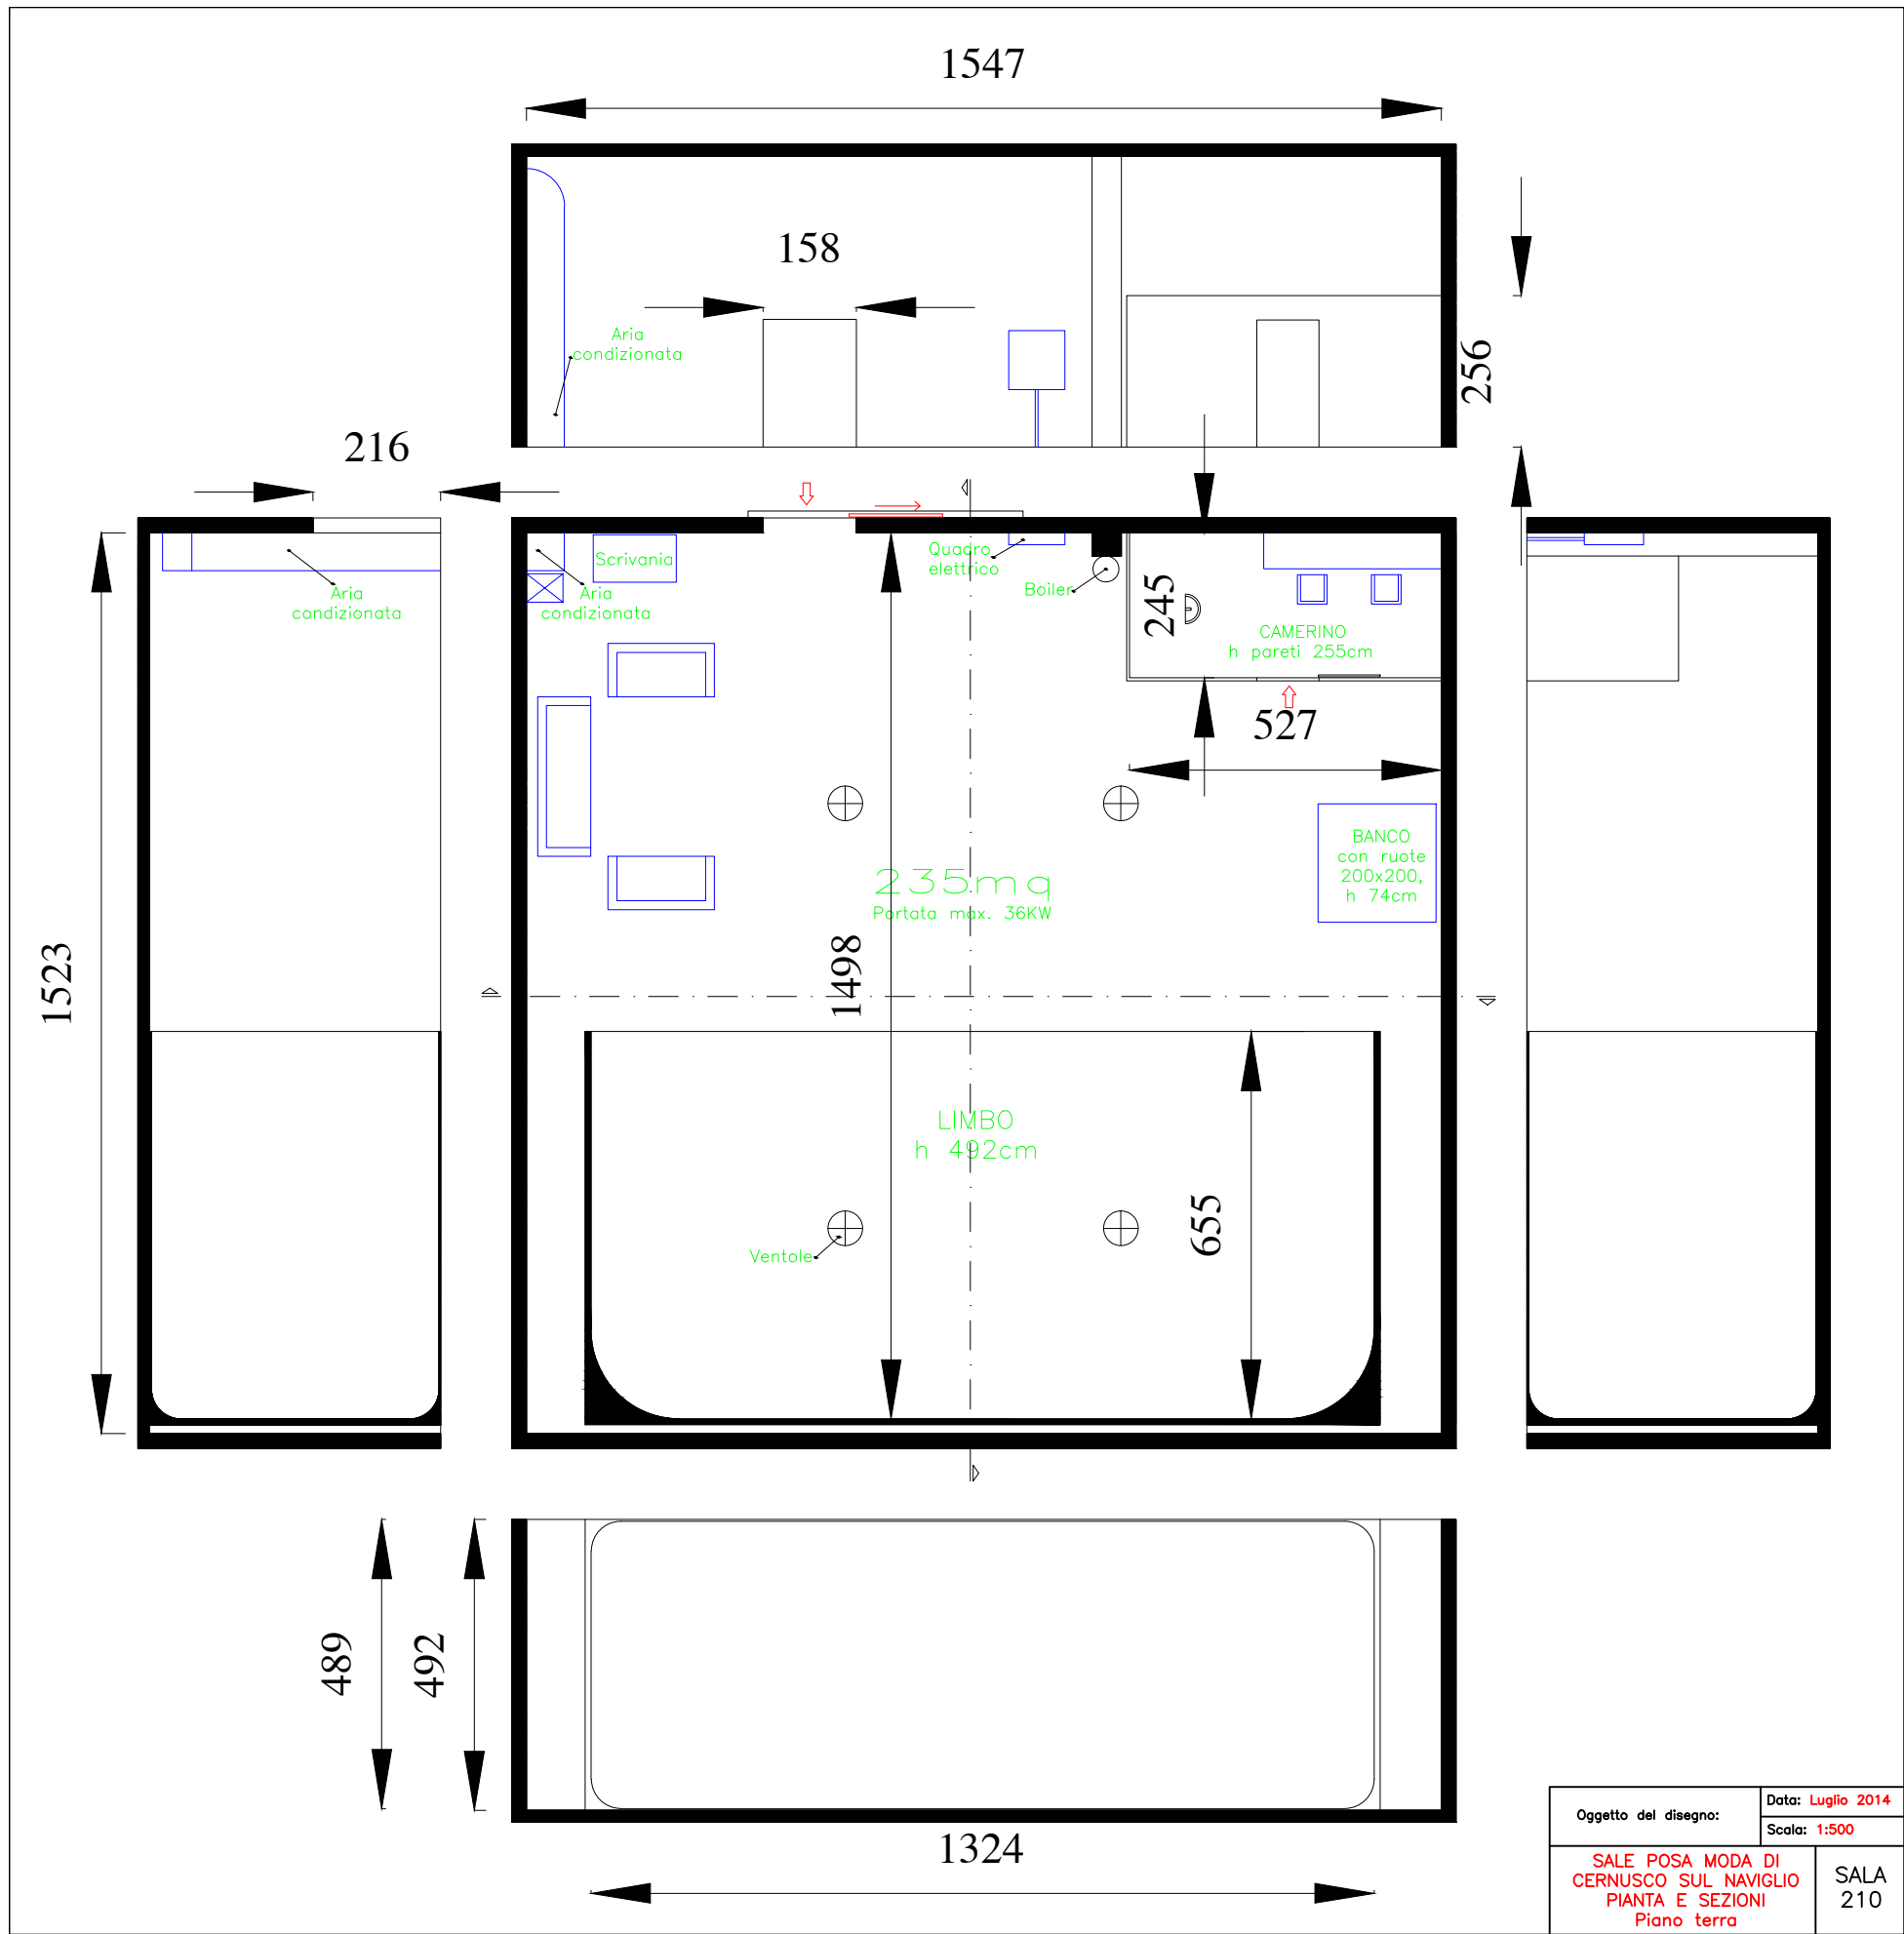 1547
158
Aria
condizionata
256
216
Scrivania
Aria
condizionata
Aria
condizionata
Quadro
elettrico
Boiler
245
CAMERINO
h pareti 255cm
527
BANCO
con ruote
200x200,
h 74cm
235mq
Portata max. 36KW
1498
1523
LIMBO
h 492cm
655
Ventole
489
492
1324
Oggetto del disegno:
Data: Luglio 2014
Scala: 1:500
SALE POSA MODA DI
CERNUSCO SUL NAVIGLIO
PIANTA E SEZIONI
Piano terra
SALA
210